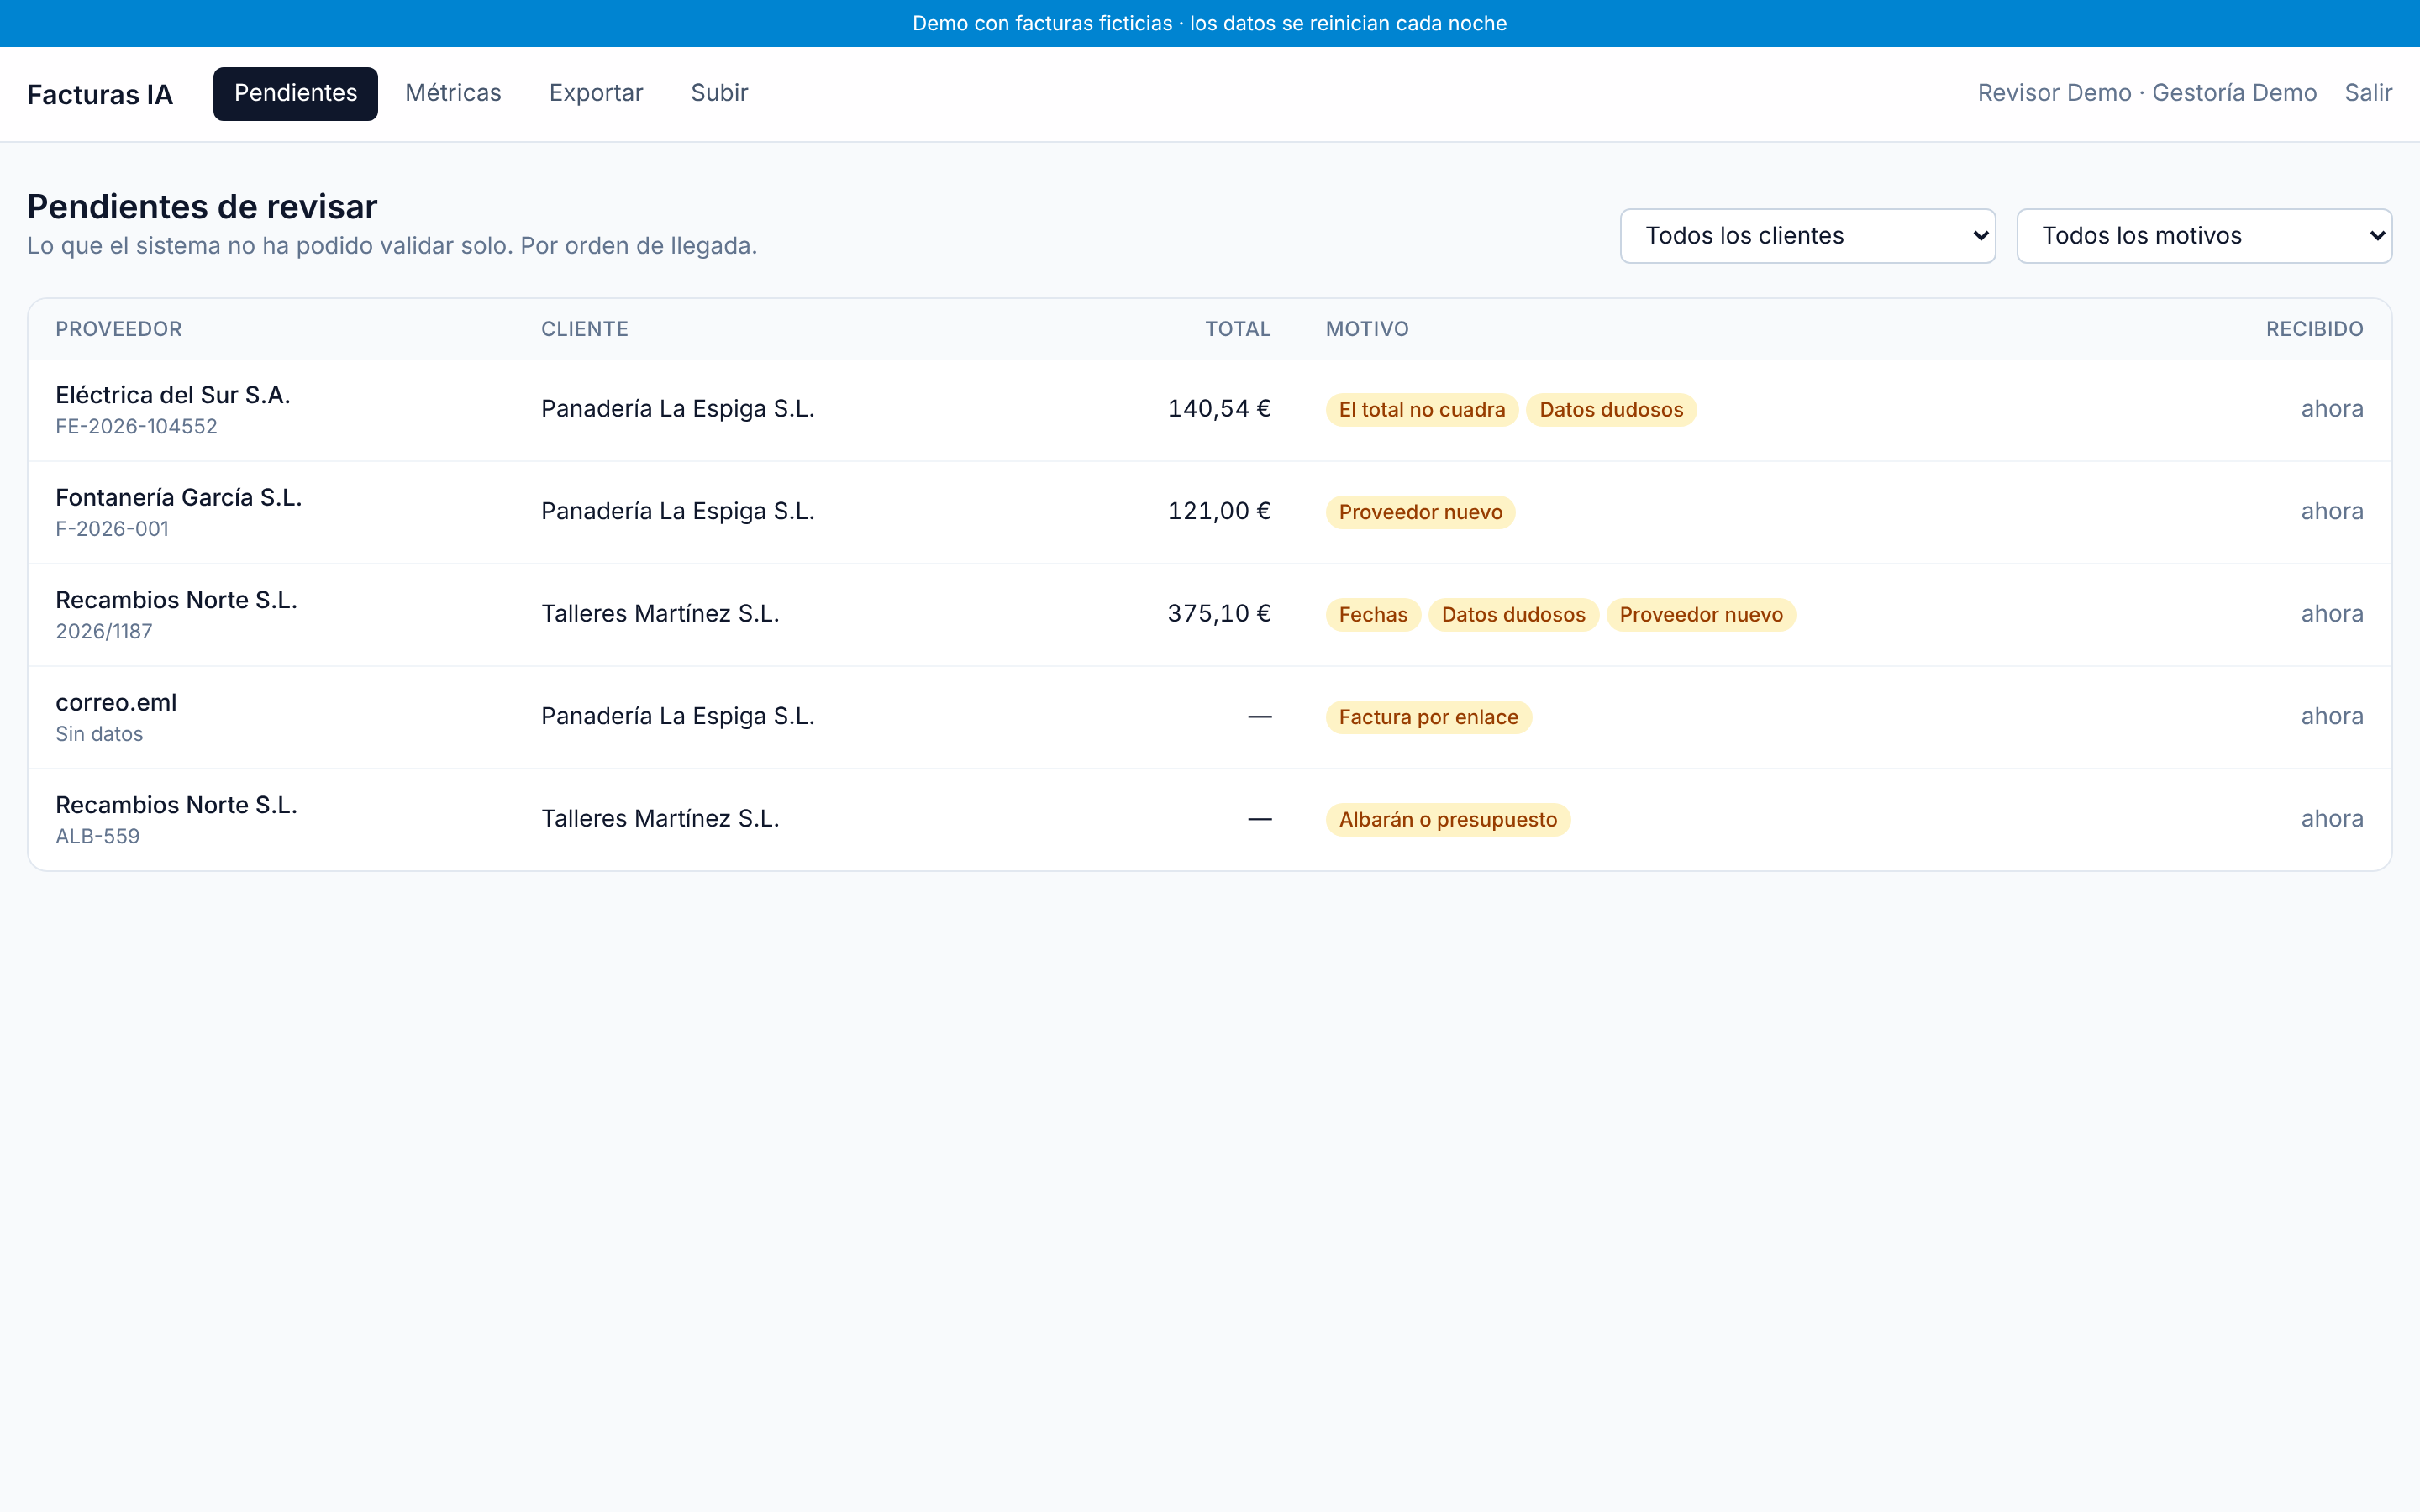 Demo con facturas ficticias · los datos se reinician cada noche
Facturas IA Pendientes Métricas Exportar Subir Revisor Demo · Gestoría Demo Salir
Pendientes de revisar
Lo que el sistema no ha podido validar solo. Por orden de llegada.
Todos los clientes Todos los motivos
PROVEEDOR CLIENTE TOTAL MOTIVO RECIBIDO
Eléctrica del Sur S.A.
FE-2026-104552
Panadería La Espiga S.L. 140,54 € El total no cuadra Datos dudosos ahora
Fontanería García S.L.
F-2026-001
Panadería La Espiga S.L. 121,00 € Proveedor nuevo ahora
Recambios Norte S.L.
2026/1187
Talleres Martínez S.L. 375,10 € Fechas Datos dudosos Proveedor nuevo ahora
correo.eml
Sin datos
Panadería La Espiga S.L. — Factura por enlace ahora
Recambios Norte S.L.
ALB-559
Talleres Martínez S.L. — Albarán o presupuesto ahora